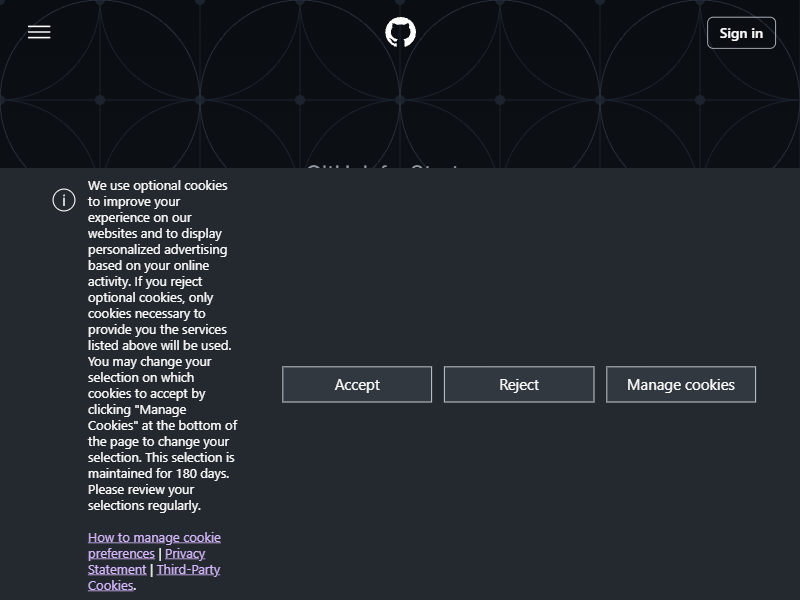 Sign in
We use optional cookies
to improve your
experience on our
websites and to display
personalized advertising
based on your online
activity. If you reject
optional cookies, only
cookies necessary to
provide you the services
listed above will be used.
You may change your
selection on which
cookies to accept by
clicking "Manage
Cookies" at the bottom of
the page to change your
selection. This selection is
maintained for 180 days.
Please review your
selections regularly.
How to manage cookie
preferences | Privacy
Statement | Third-Party
Cookies.
Accept
Reject
Manage cookies